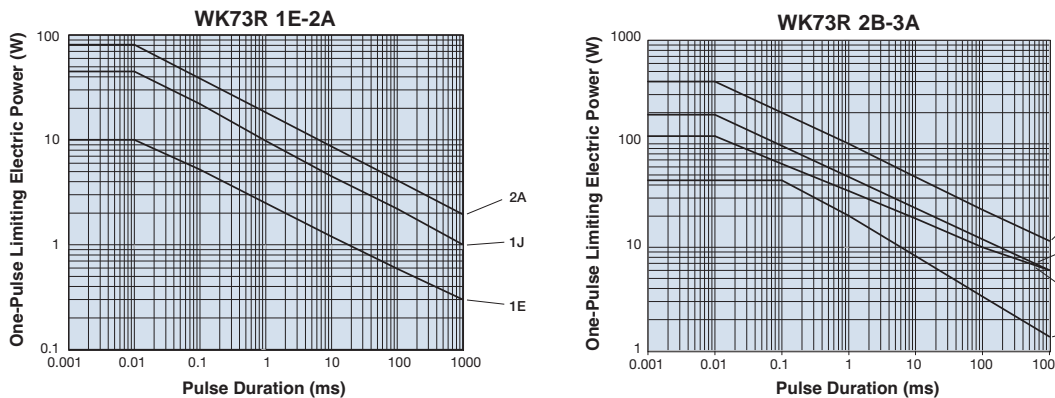 WK73R 1E-2A
One-Pulse Limiting Electric Power (W)
100
10
1
0.1
0.001 0.01 0.1 1 10 100 1000
Pulse Duration (ms)
2A
1J
1E
WK73R 2B-3A
One-Pulse Limiting Electric Power (W)
1000
100
10
1
0.001 0.01 0.1 1 10 100 100
Pulse Duration (ms)